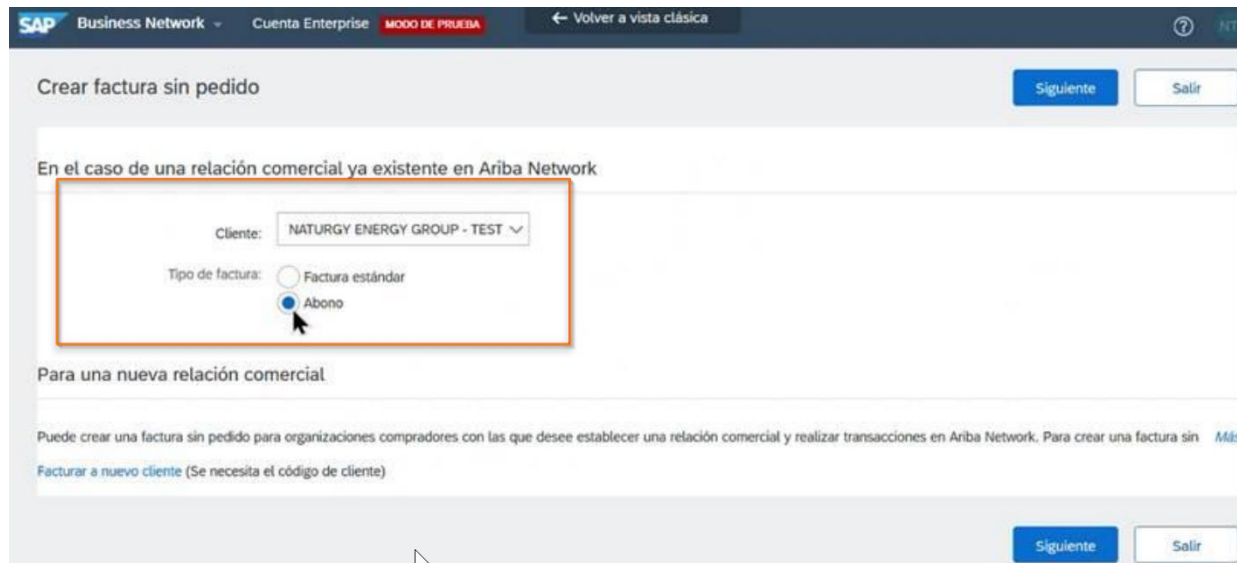 SAP Business Network Cuenta Enterprise MODO DE PRUEBA ← Volver a vista clásica
Crear factura sin pedido Siguiente Salir
En el caso de una relación comercial ya existente en Ariba Network
Cliente: NATURGY ENERGY GROUP - TEST
Tipo de factura: Factura estándar
Abono
Para una nueva relación comercial
Puede crear una factura sin pedido para organizaciones compradores con las que desee establecer una relación comercial y realizar transacciones en Ariba Network. Para crear una factura sin Más
Facturar a nuevo cliente (Se necesita el código de cliente)
Siguiente Salir